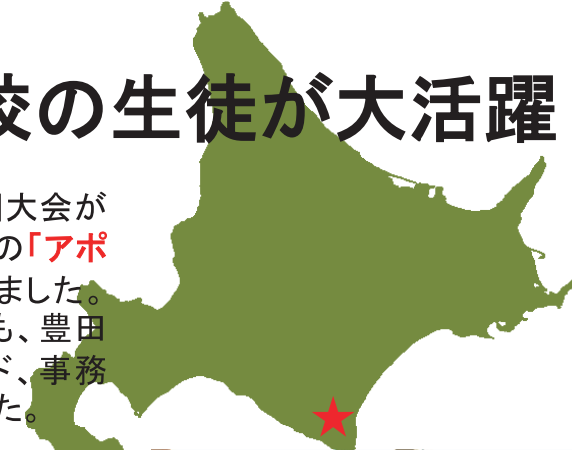 校の生徒が大活躍
大会が
の「アポ
ました。
も、豊田
ド、事務
た。